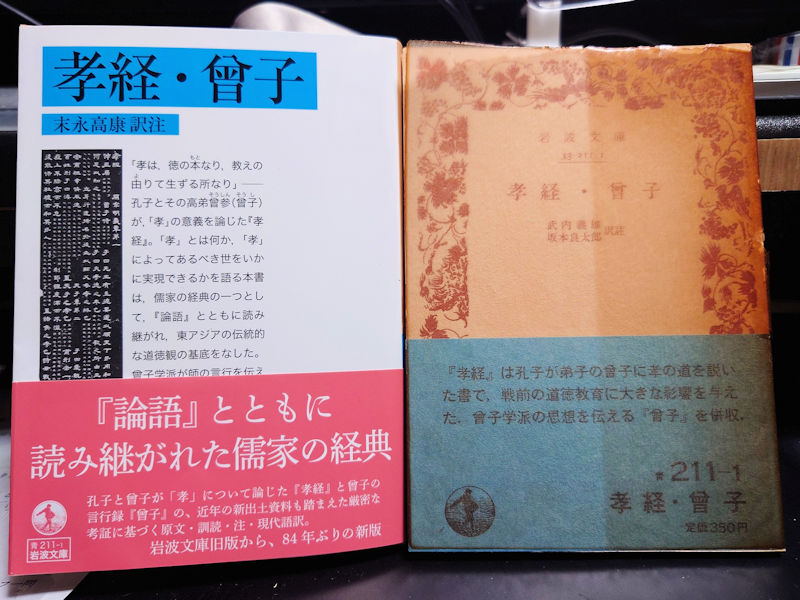 孝経・曾子
末永高康 訳注
「孝は、徳の本なり、教えの
由りて生ずる所なり」──
孔子とその高弟曾参(曾子)
が、「孝」の意義を論じた『孝
経』。「孝」とは何か、「孝」
によってあるべき世をいか
に実現できるかを語る本書
は、儒家の経典の一つとし
て、『論語』とともに読み
継がれ、東アジアの伝統的
な道徳観の基底をなした。
曾子学派が師の言行を伝え
『論語』とともに
読み継がれた儒家の経典
孔子と曾子が「孝」について論じた『孝経』と曾子の
言行録『曾子』の、近年の新出土資料も踏まえた厳密な
考証に基づく原文・訓読・注・現代語訳。
岩波文庫旧版から、84年ぶりの新版
青211-1
岩波文庫
岩波文庫
33-211-1
孝経・曾子
武内義雄
坂本良太郎
訳註
『孝経』は孔子が弟子の曾子に孝の道を説い
た書で、戦前の道徳教育に大きな影響を与え
た。曾子学派の思想を伝える『曾子』を併収。
青 211-1
孝経・曾子
定価350円